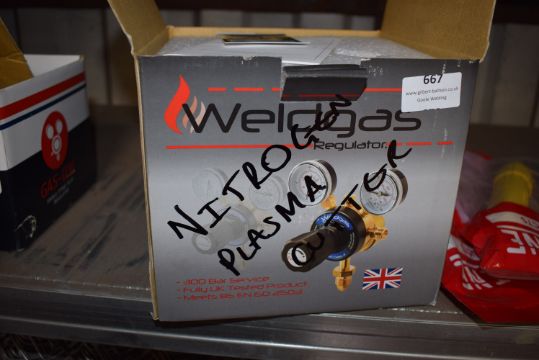 667
www.gilbert-baitson.co.uk
Weldgas
Regulator
NITROGEN
PLASMA
- 300 Bar Service
- Fully UK Tested Product
- Meets BS EN ISO 2503
GAS-